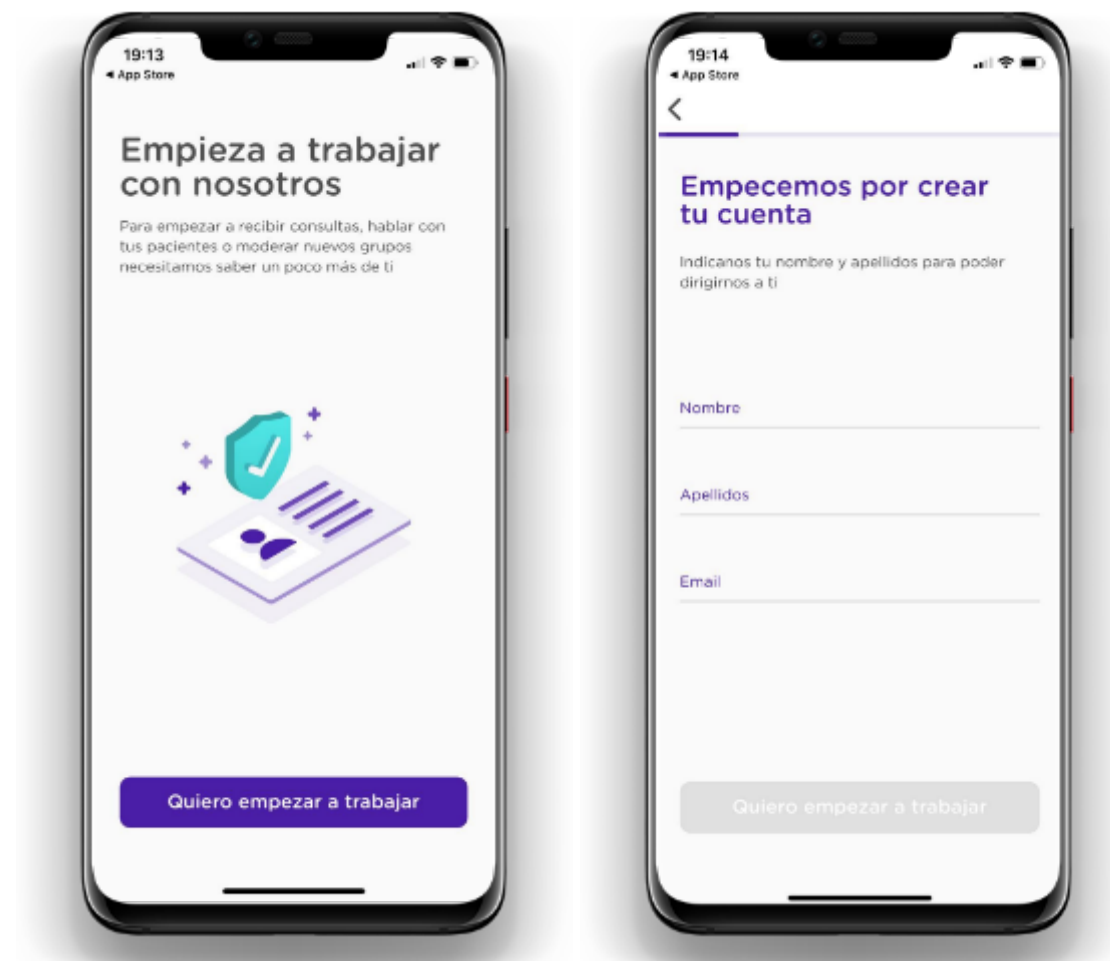 19:13
◄ App Store
Empieza a trabajar
con nosotros
Para empezar a recibir consultas, hablar con
tus pacientes o moderar nuevos grupos
necesitamos saber un poco más de ti
Quiero empezar a trabajar
19:14
◄ App Store
Empecemos por crear
tu cuenta
Indícanos tu nombre y apellidos para poder
dirigirnos a ti
Nombre
Apellidos
Email
Quiero empezar a trabajar